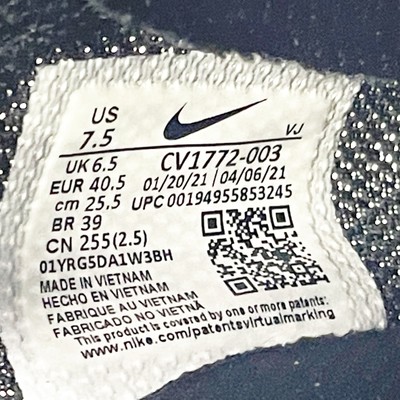 US
7.5
VJ
UK 6.5 CV1772-003
EUR 40.5 01/20/21 | 04/06/21
cm 25.5 UPC 00194955853245
BR 39
CN 255(2.5)
01YRG5DA1W3BH
MADE IN VIETNAM
HECHO EN VIETNAM
FABRIQUE AU VIETNAM
FABRICADO NO VIETNÃ
This product is covered by one or more patents:
www.nike.com/patentsvirtualmarking